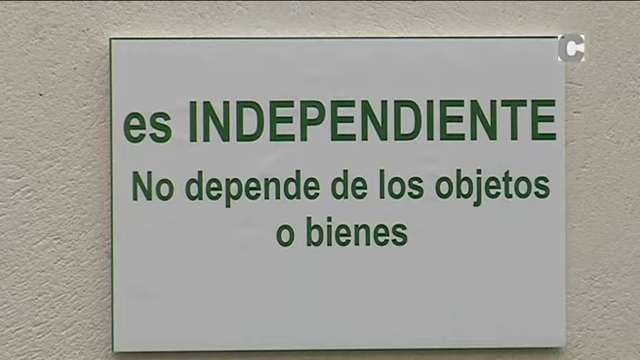 C
es INDEPENDIENTE
No depende de los objetos
o bienes